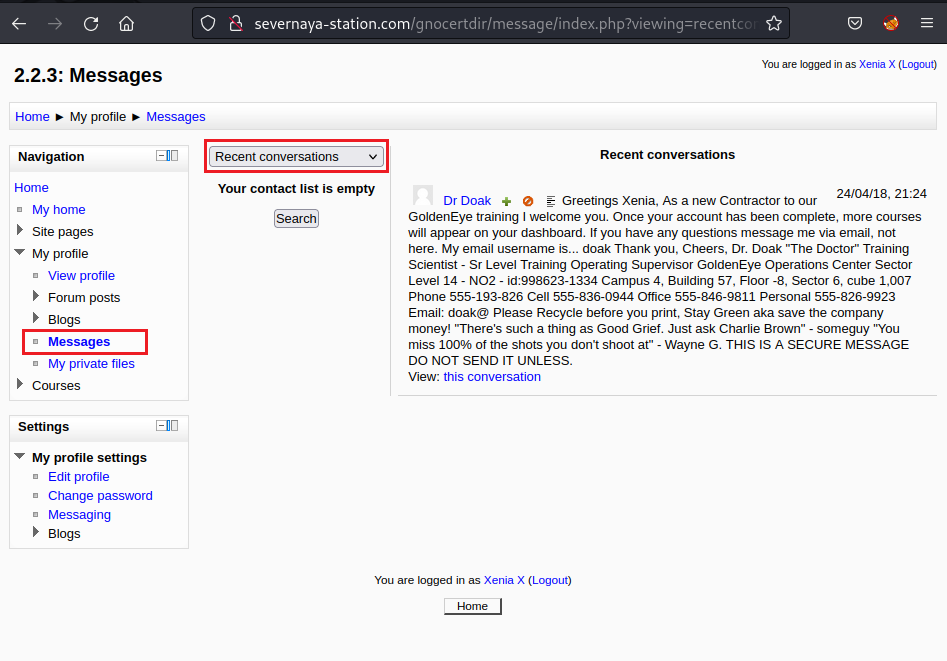 severnaya-station.com/gnocertdir/message/index.php?viewing=recentco
2.2.3: Messages
You are logged in as Xenia X (Logout)
Home ► My profile ► Messages
Navigation
Home
My home
Site pages
My profile
View profile
Forum posts
Blogs
Messages
My private files
Courses
Settings
My profile settings
Edit profile
Change password
Messaging
Blogs
Recent conversations
Your contact list is empty
Search
Recent conversations
24/04/18, 21:24
Dr Doak Greetings Xenia, As a new Contractor to our
GoldenEye training I welcome you. Once your account has been complete, more courses
will appear on your dashboard. If you have any questions message me via email, not
here. My email username is... doak Thank you, Cheers, Dr. Doak "The Doctor" Training
Scientist - Sr Level Training Operating Supervisor GoldenEye Operations Center Sector
Level 14 - NO2 - id:998623-1334 Campus 4, Building 57, Floor -8, Sector 6, cube 1,007
Phone 555-193-826 Cell 555-836-0944 Office 555-846-9811 Personal 555-826-9923
Email: doak@ Please Recycle before you print, Stay Green aka save the company
money! "There's such a thing as Good Grief. Just ask Charlie Brown" - someguy "You
miss 100% of the shots you don't shoot at" - Wayne G. THIS IS A SECURE MESSAGE
DO NOT SEND IT UNLESS.
View: this conversation
You are logged in as Xenia X (Logout)
Home